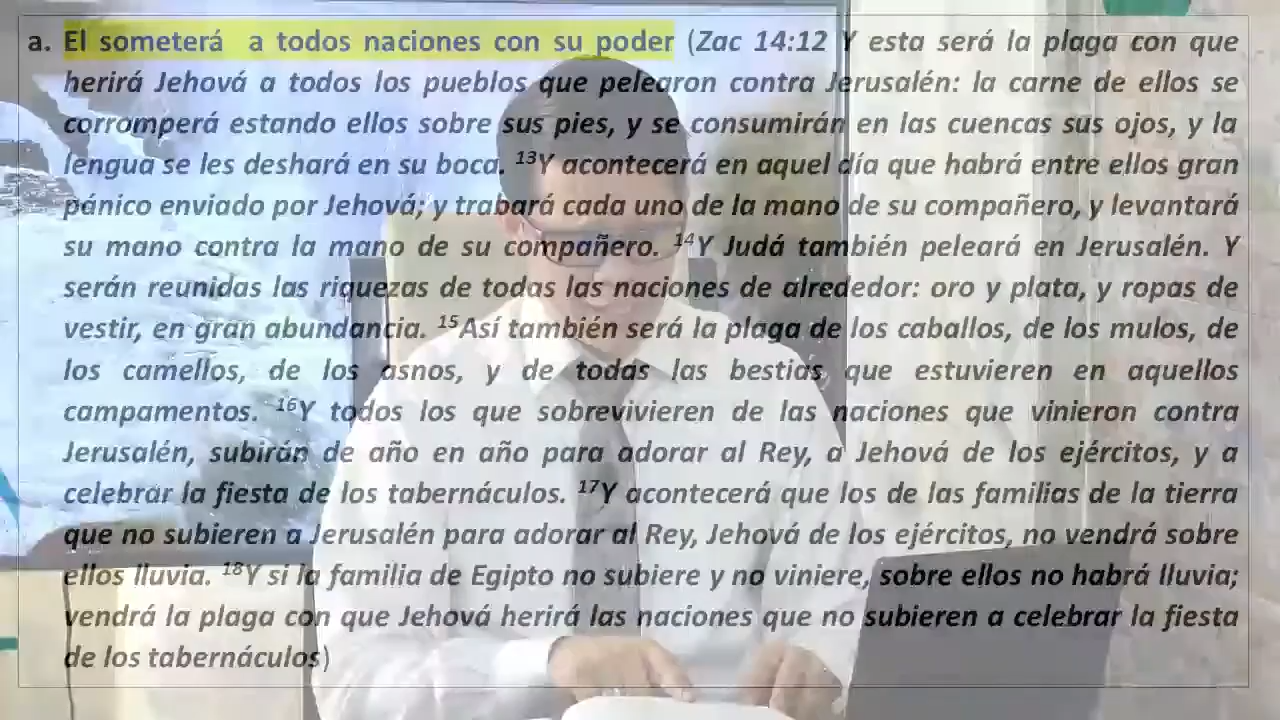 a. El someterá a todos naciones con su poder (Zac 14:12 Y esta será la plaga con que
herirá Jehová a todos los pueblos que pelearon contra Jerusalén: la carne de ellos se
corromperá estando ellos sobre sus pies, y se consumirán en las cuencas sus ojos, y la
lengua se les deshará en su boca. 13Y acontecerá en aquel día que habrá entre ellos gran
pánico enviado por Jehová; y trabará cada uno de la mano de su compañero, y levantará
su mano contra la mano de su compañero. 14Y Judá también peleará en Jerusalén. Y
serán reunidas las riquezas de todas las naciones de alrededor: oro y plata, y ropas de
vestir, en gran abundancia. 15Así también será la plaga de los caballos, de los mulos, de
los camellos, de los asnos, y de todas las bestias que estuvieren en aquellos
campamentos. 16Y todos los que sobrevivieren de las naciones que vinieron contra
Jerusalén, subirán de año en año para adorar al Rey, a Jehová de los ejércitos, y a
celebrar la fiesta de los tabernáculos. 17Y acontecerá que los de las familias de la tierra
que no subieren a Jerusalén para adorar al Rey, Jehová de los ejércitos, no vendrá sobre
ellos lluvia. 18Y si la familia de Egipto no subiere y no viniere, sobre ellos no habrá lluvia;
vendrá la plaga con que Jehová herirá las naciones que no subieren a celebrar la fiesta
de los tabernáculos)